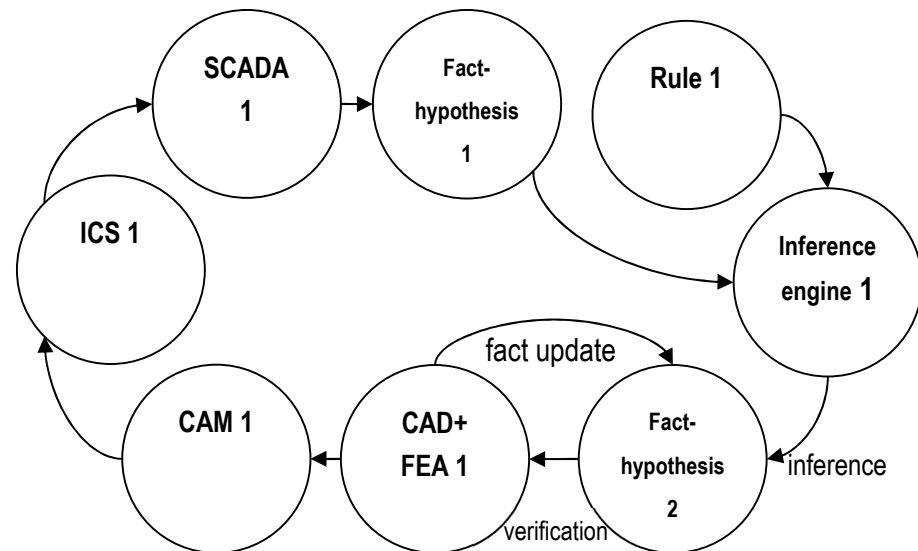 SCADA
1
Fact-
hypothesis
1
Rule 1
ICS 1
Inference
engine 1
fact update
CAM 1
CAD+
FEA 1
Fact-
hypothesis
2
inference
verification